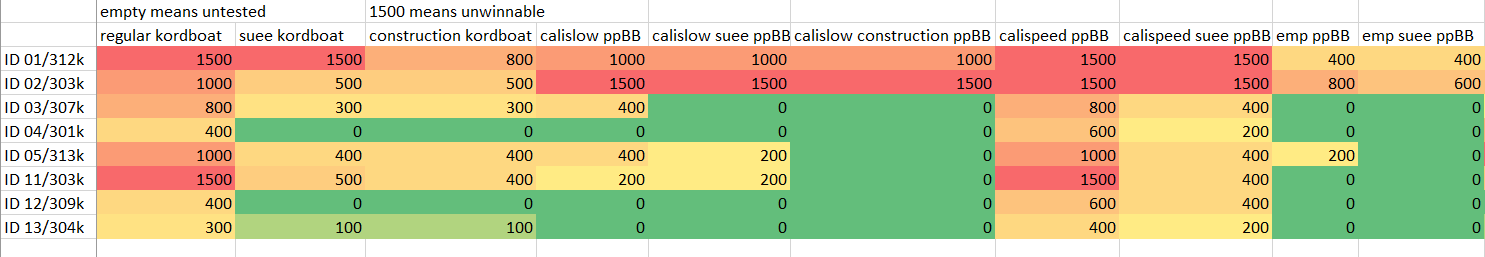 empty means untested 1500 means unwinnable
regular kordboat suee kordboat construction kordboat calislow ppBB calislow suee ppBB calislow construction ppBB calispeed ppBB calispeed suee ppBB emp ppBB emp suee ppBB
ID 01/312k 1500 1500 800 1000 1000 1000 1500 1500 400 400
ID 02/303k 1000 500 500 1500 1500 1500 1500 1500 800 600
ID 03/307k 800 300 300 400 0 0 800 400 0 0
ID 04/301k 400 0 0 0 0 0 600 200 0 0
ID 05/313k 1000 400 400 400 200 0 1000 400 200 0
ID 11/303k 1500 500 400 200 200 0 1500 400 0 0
ID 12/309k 400 0 0 0 0 0 600 400 0 0
ID 13/304k 300 100 100 0 0 0 400 200 0 0